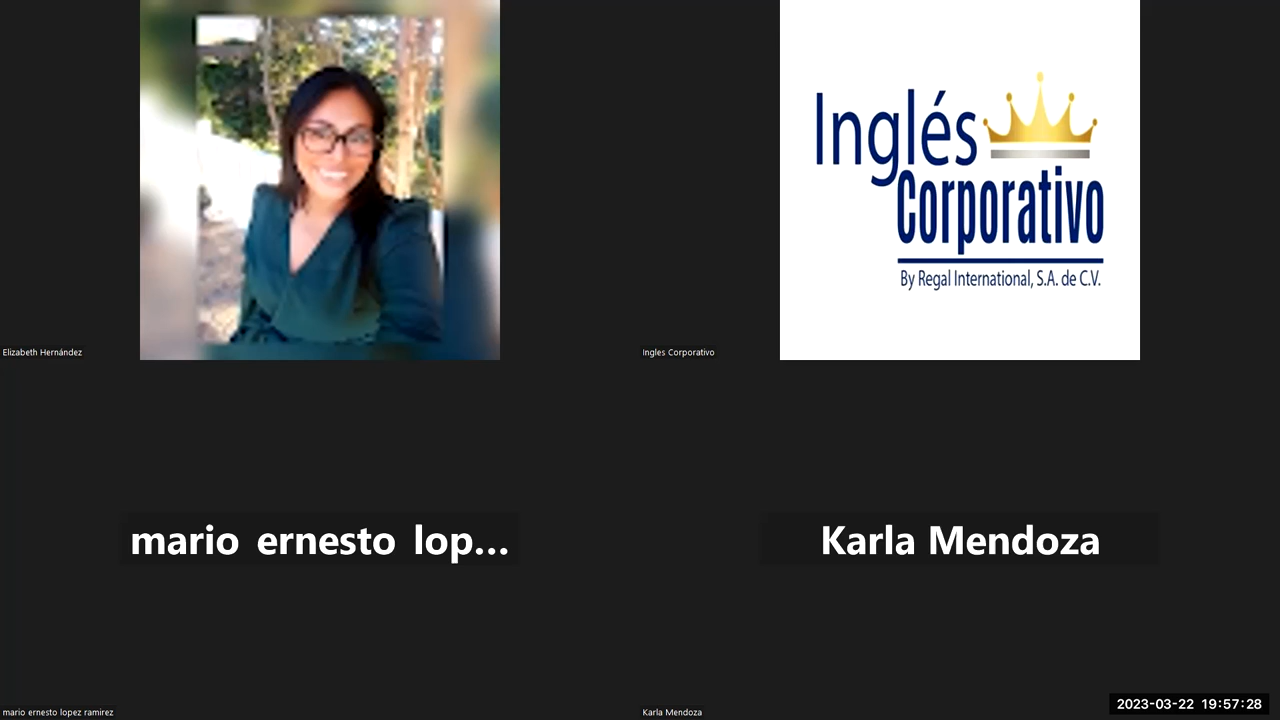 Inglés
Corporativo
By Regal International, S.A. de C.V.
Elizabeth Hernández
Ingles Corporativo
mario ernesto lop...
Karla Mendoza
mario ernesto lopez ramirez
Karla Mendoza
2023-03-22 19:57:28